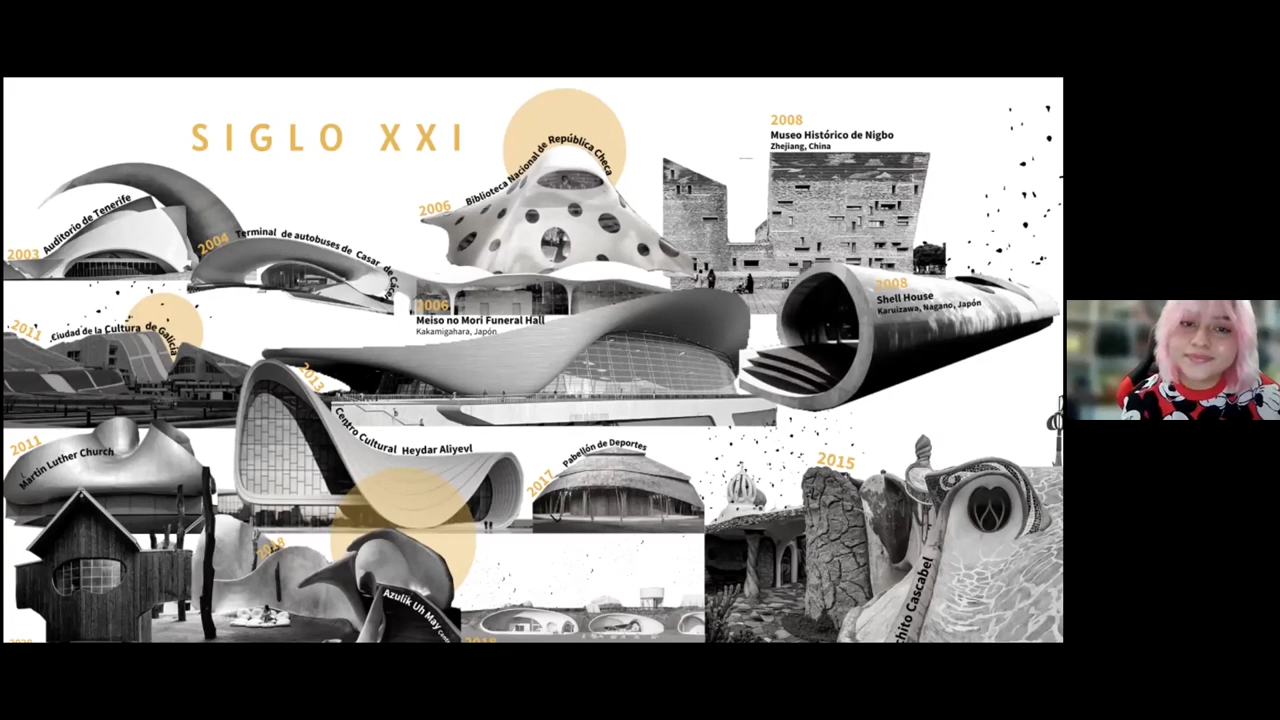 SIGLO XXI
2003
Auditorio de Tenerife
2004
Terminal de autobuses de Casar de
2006
Biblioteca Nacional de República Checa
2008
Museo Histórico de Nigbo
Zhejiang, China
2006
Meiso no Mori Funeral Hall
Kakamigahara, Japón
2008
Shell House
Karuizawa, Nagano, Japón
2011
Ciudad de la Cultura de Galicia
2013
Centro Cultural Heydar Aliyevl
2011
Martin Luther Church
2017
Pabellón de Deportes
2015
chito Cascabel
2018
Azulik Uh May
2018